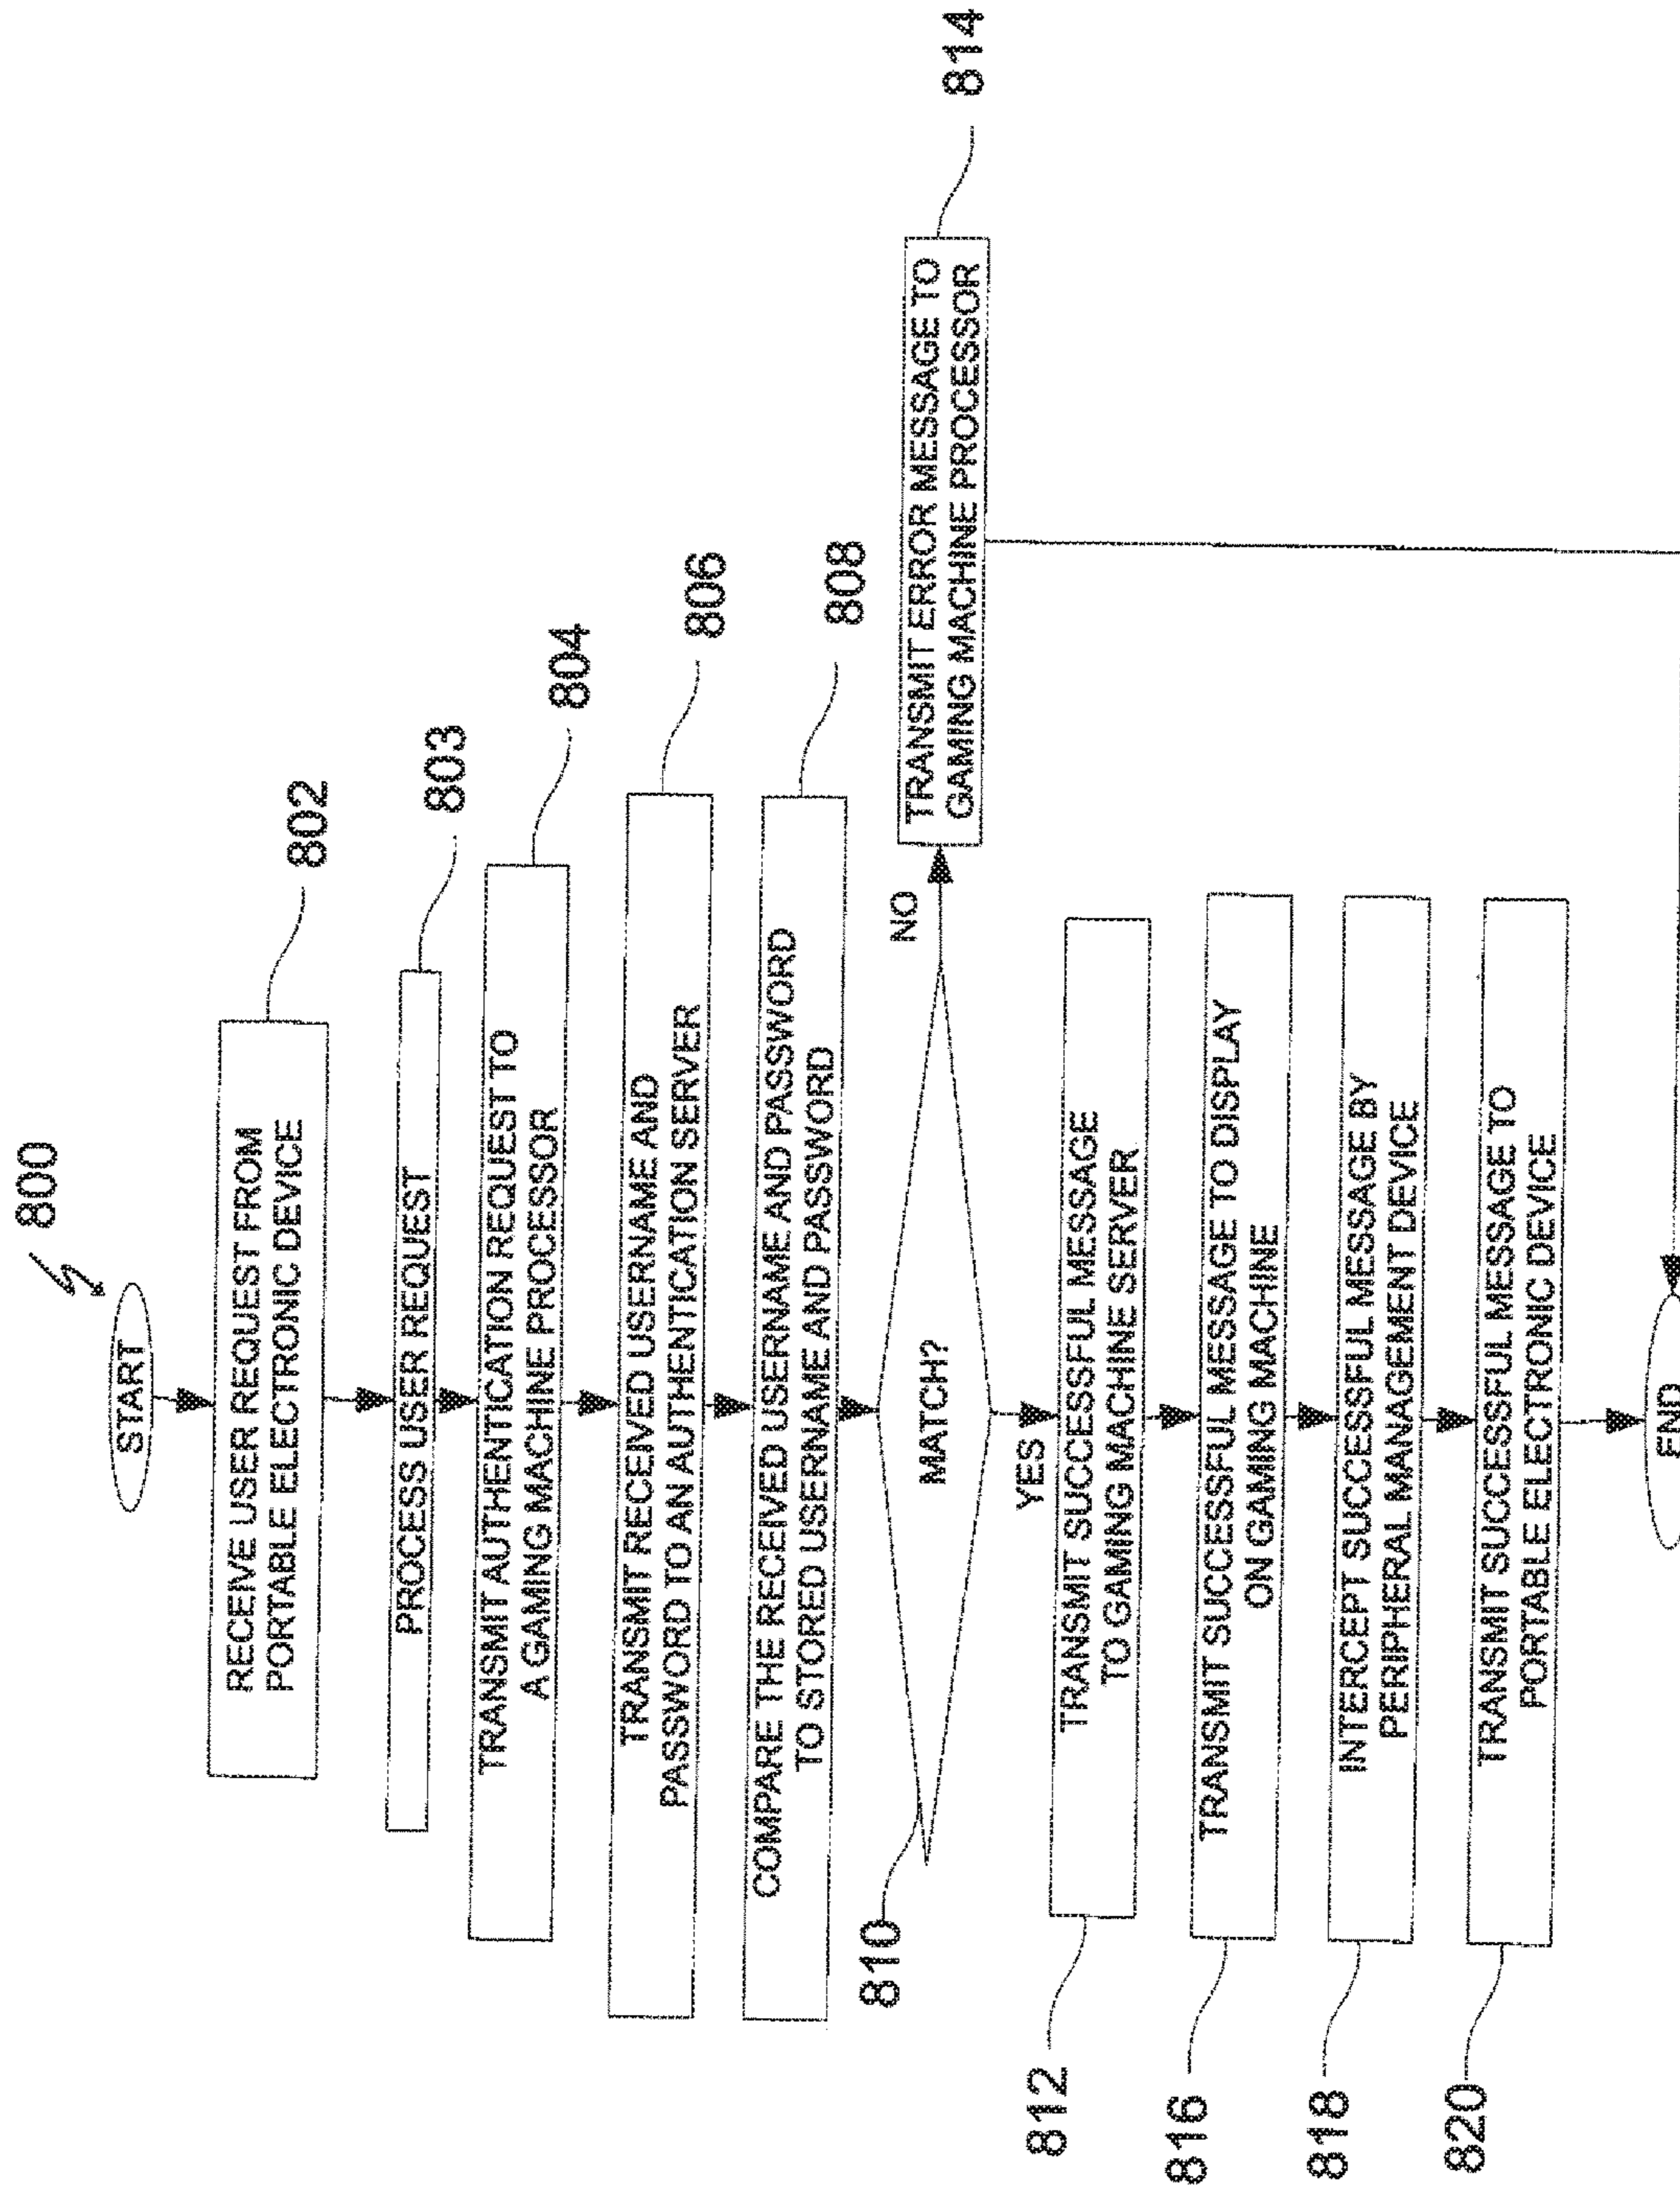 800
START
RECEIVE USER REQUEST FROM
PORTABLE ELECTRONIC DEVICE
802
PROCESS USER REQUEST
803
TRANSMIT AUTHENTICATION REQUEST TO
A GAMING MACHINE PROCESSOR
804
TRANSMIT RECEIVED USERNAME AND
PASSWORD TO AN AUTHENTICATION SERVER
806
COMPARE THE RECEIVED USERNAME AND PASSWORD
TO STORED USERNAME AND PASSWORD
808
810
MATCH?
NO
TRANSMIT ERROR MESSAGE TO
GAMING MACHINE PROCESSOR
814
YES
812
TRANSMIT SUCCESSFUL MESSAGE
TO GAMING MACHINE SERVER
816
TRANSMIT SUCCESSFUL MESSAGE TO DISPLAY
ON GAMING MACHINE
818
INTERCEPT SUCCESSFUL MESSAGE BY
PERIPHERAL MANAGEMENT DEVICE
820
TRANSMIT SUCCESSFUL MESSAGE TO
PORTABLE ELECTRONIC DEVICE
END